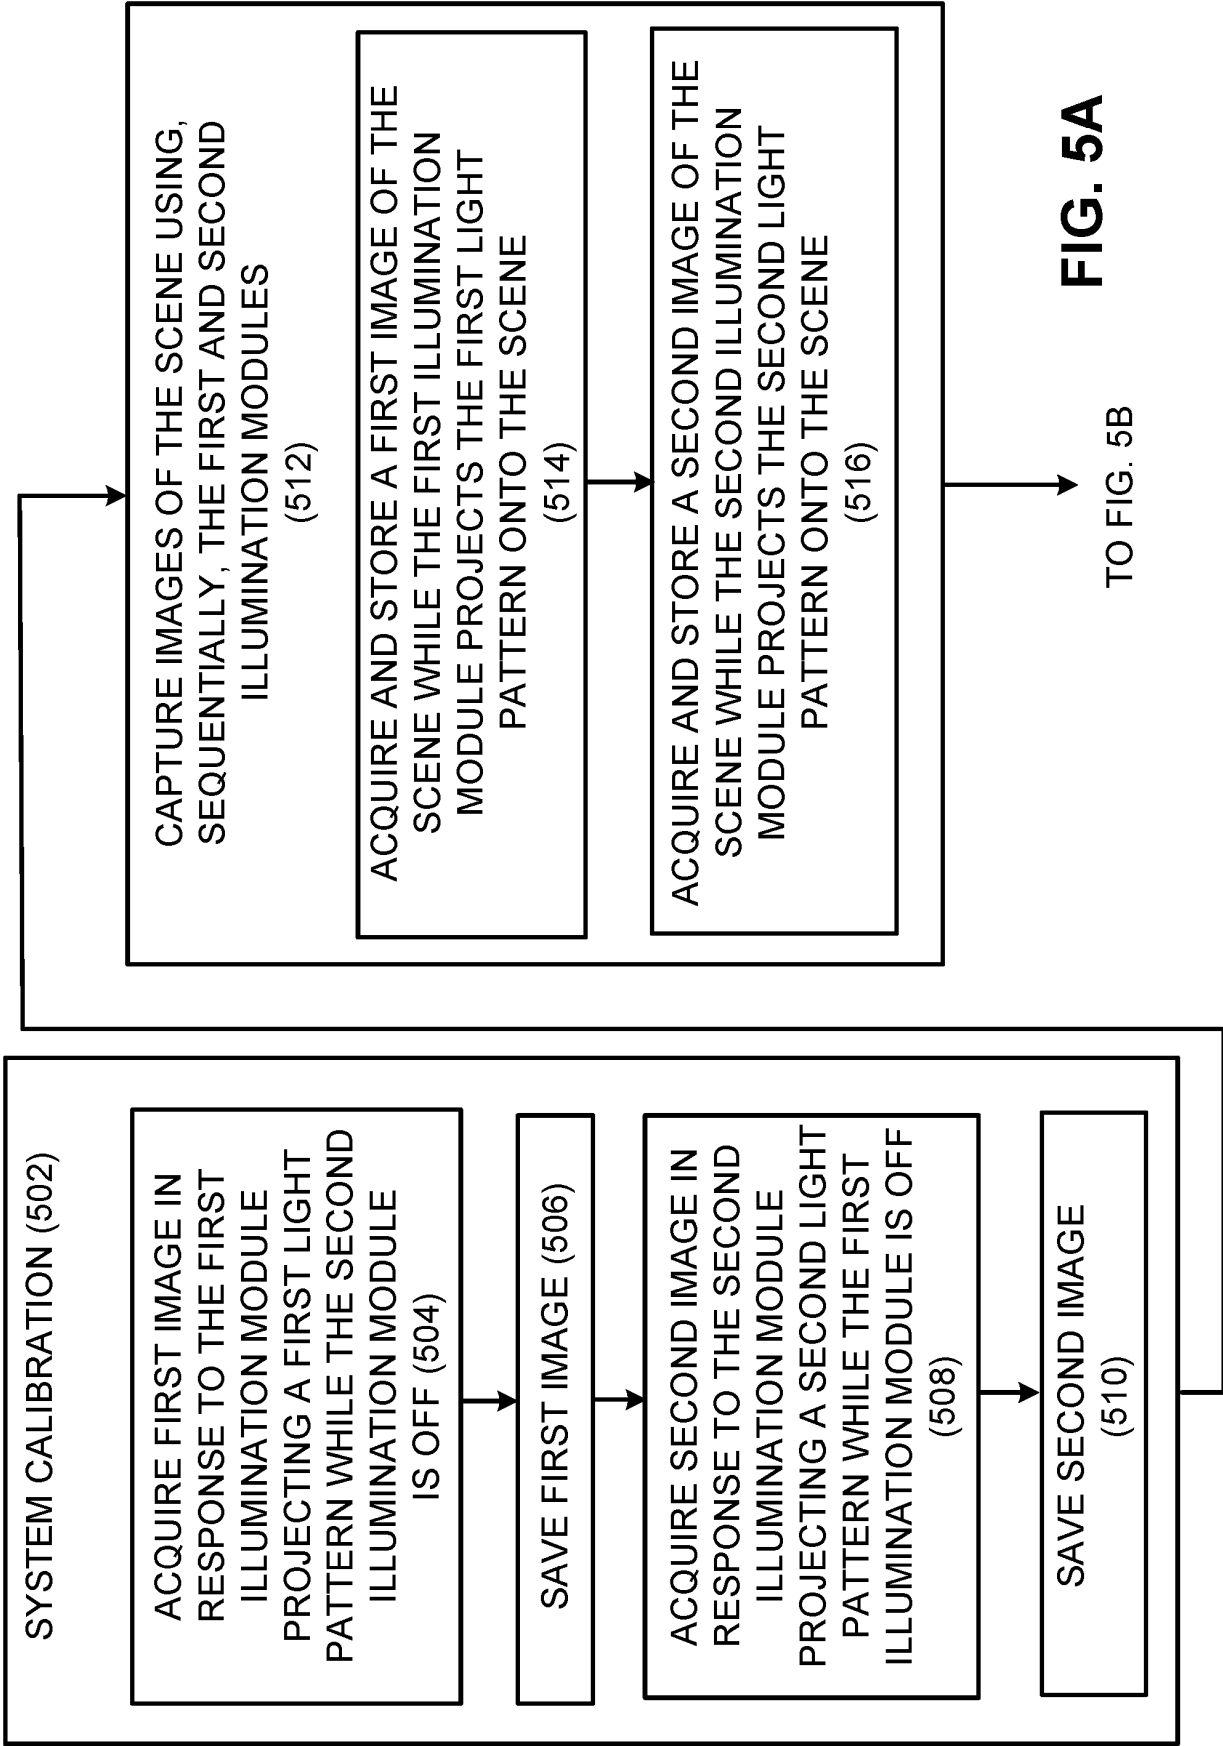 SYSTEM CALIBRATION (502)
ACQUIRE FIRST IMAGE IN
RESPONSE TO THE FIRST
ILLUMINATION MODULE
PROJECTING A FIRST LIGHT
PATTERN WHILE THE SECOND
ILLUMINATION MODULE
IS OFF (504)
SAVE FIRST IMAGE (506)
ACQUIRE SECOND IMAGE IN
RESPONSE TO THE SECOND
ILLUMINATION MODULE
PROJECTING A SECOND LIGHT
PATTERN WHILE THE FIRST
ILLUMINATION MODULE IS OFF
(508)
SAVE SECOND IMAGE
(510)
CAPTURE IMAGES OF THE SCENE USING,
SEQUENTIALLY, THE FIRST AND SECOND
ILLUMINATION MODULES
(512)
ACQUIRE AND STORE A FIRST IMAGE OF THE
SCENE WHILE THE FIRST ILLUMINATION
MODULE PROJECTS THE FIRST LIGHT
PATTERN ONTO THE SCENE
(514)
ACQUIRE AND STORE A SECOND IMAGE OF THE
SCENE WHILE THE SECOND ILLUMINATION
MODULE PROJECTS THE SECOND LIGHT
PATTERN ONTO THE SCENE
(516)
TO FIG. 5B
FIG. 5A